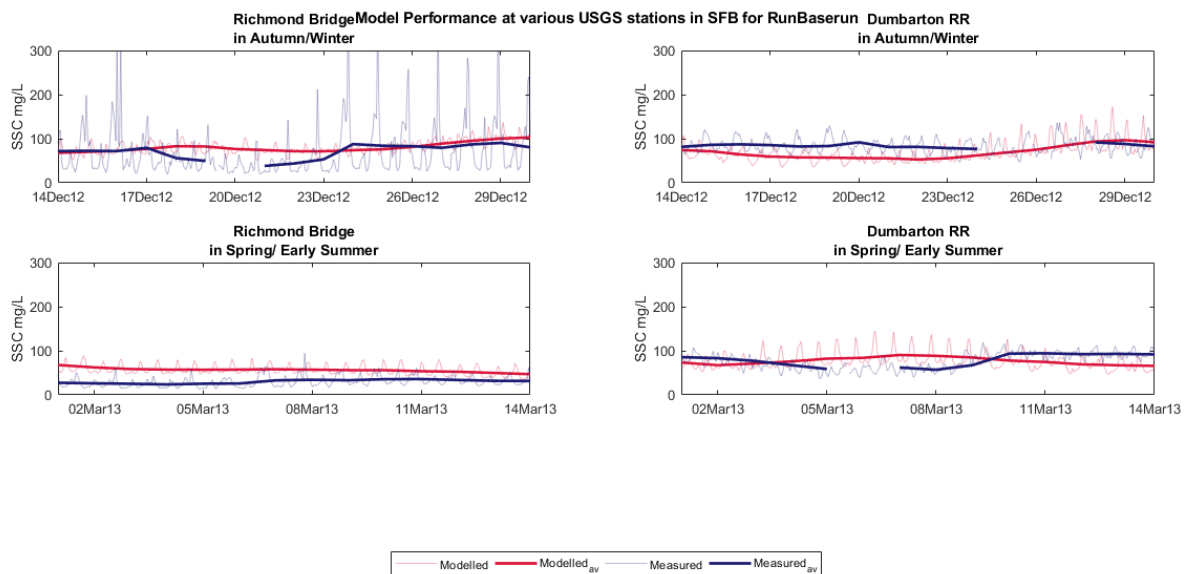 Model Performance at various USGS stations in SFB for RunBaserun
Richmond Bridge
in Autumn/Winter
SSC mg/L
300
200
100
0
14Dec12 17Dec12 20Dec12 23Dec12 26Dec12 29Dec12
Dumbarton RR
in Autumn/Winter
SSC mg/L
300
200
100
0
14Dec12 17Dec12 20Dec12 23Dec12 26Dec12 29Dec12
Richmond Bridge
in Spring/ Early Summer
SSC mg/L
300
200
100
0
02Mar13 05Mar13 08Mar13 11Mar13 14Mar13
Dumbarton RR
in Spring/ Early Summer
SSC mg/L
300
200
100
0
02Mar13 05Mar13 08Mar13 11Mar13 14Mar13
Modelled Modelled_av Measured Measured_av